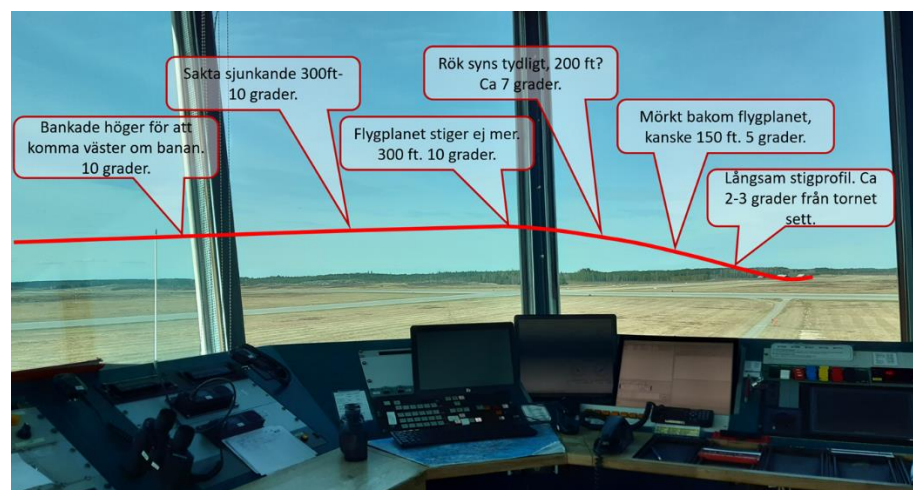 Bankade höger för att
komma väster om banan.
10 grader.
Sakta sjunkande 300ft-
10 grader.
Flygplanet stiger ej mer.
300 ft. 10 grader.
Rök syns tydligt, 200 ft?
Ca 7 grader.
Mörkt bakom flygplanet,
kanske 150 ft. 5 grader.
Långsam stigprofil. Ca
2-3 grader från tornet
sett.